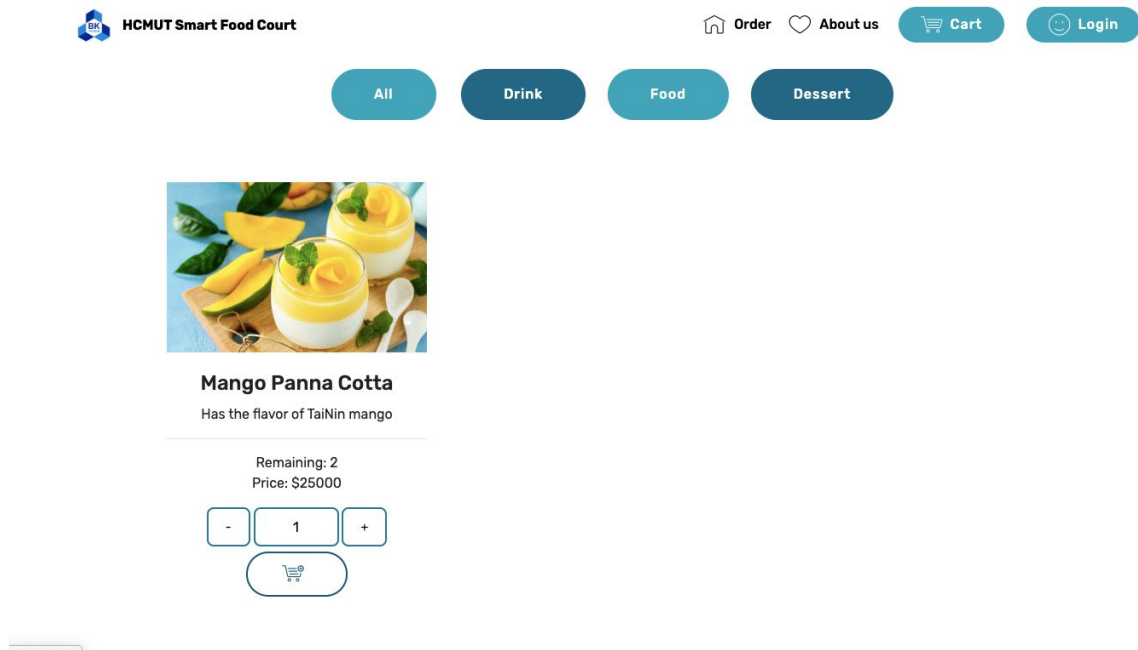 BK
HCMUT Smart Food Court
Order
About us
Cart
Login
All
Drink
Food
Dessert
Mango Panna Cotta
Has the flavor of TaiNin mango
Remaining: 2
Price: $25000
-
1
+